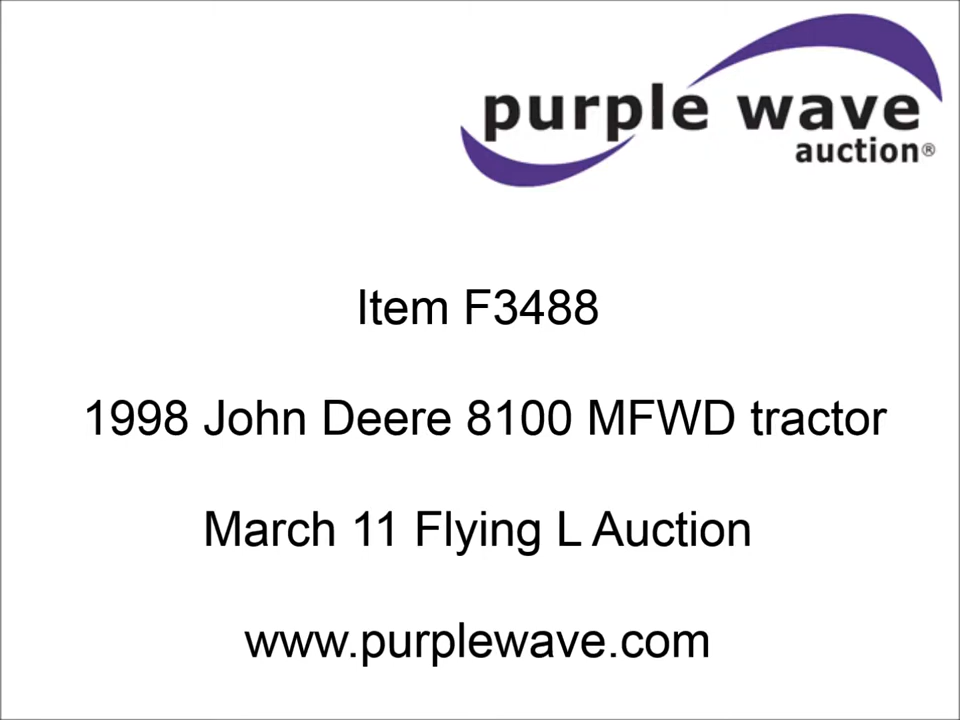 purple wave
auction®
Item F3488
1998 John Deere 8100 MFWD tractor
March 11 Flying L Auction
www.purplewave.com